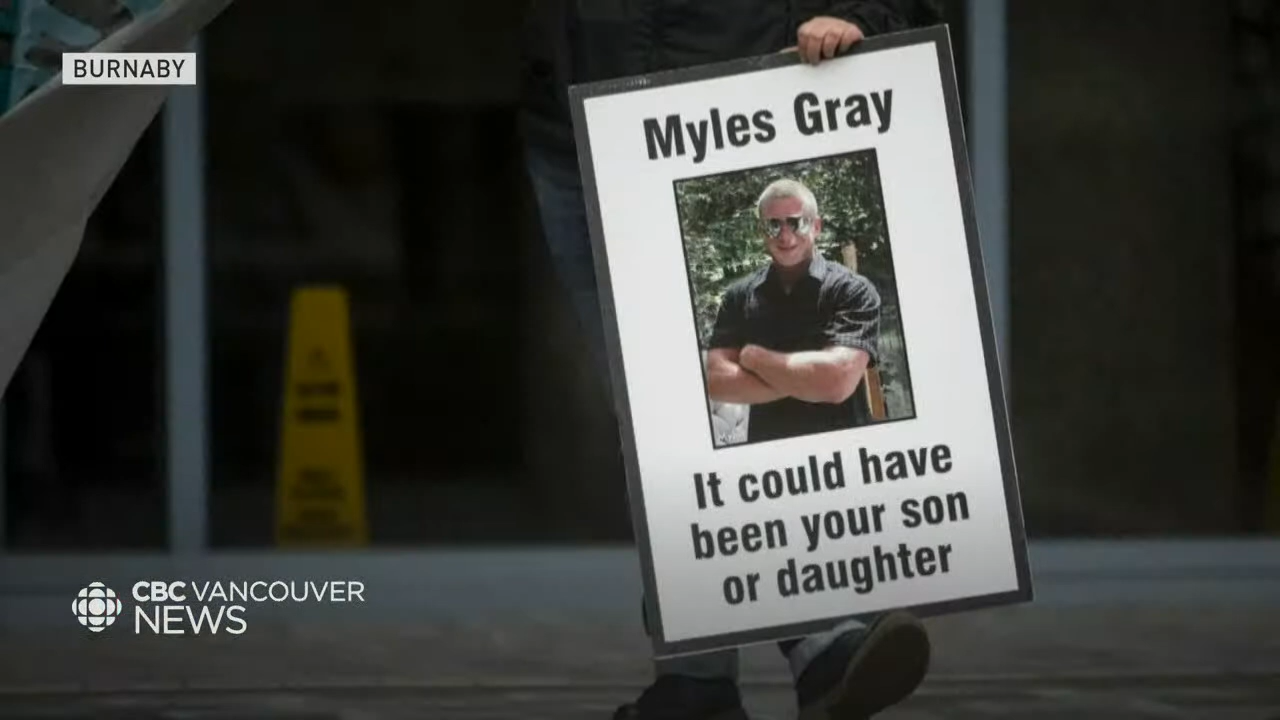 BURNABY
Myles Gray
It could have
been your son
or daughter
CBC VANCOUVER
NEWS